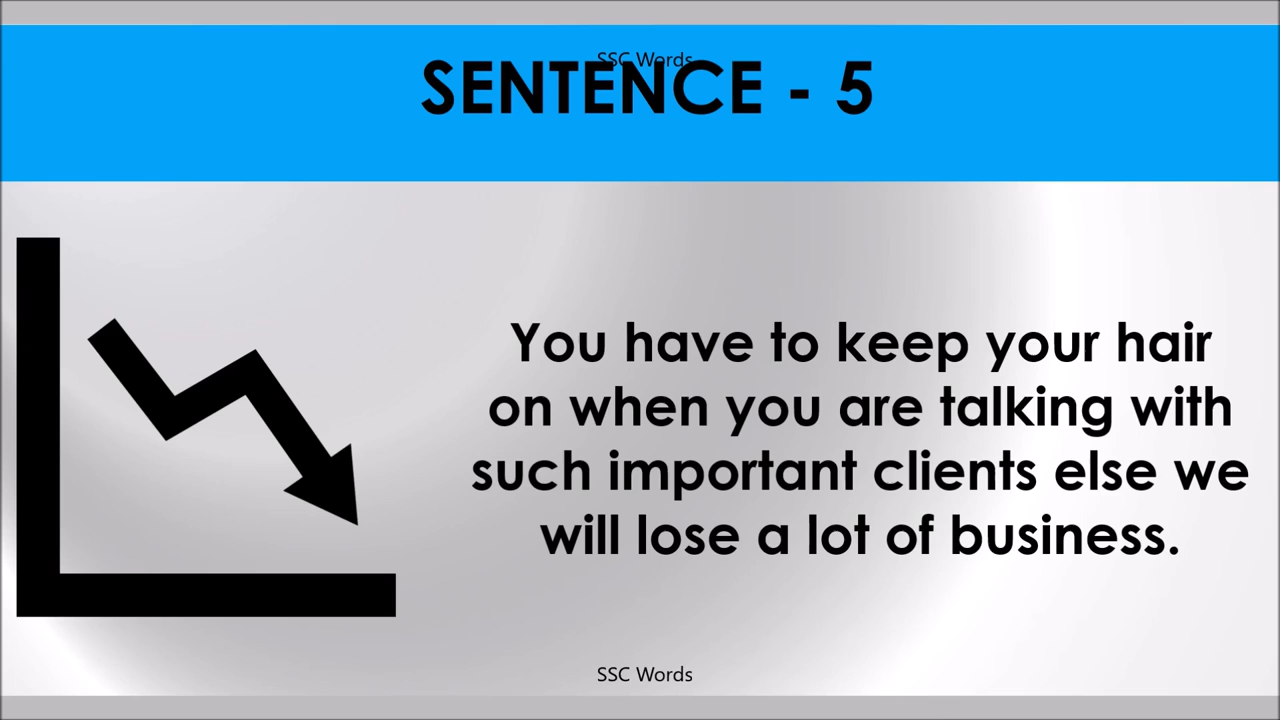 SSC Words
SENTENCE - 5
You have to keep your hair
on when you are talking with
such important clients else we
will lose a lot of business.
SSC Words